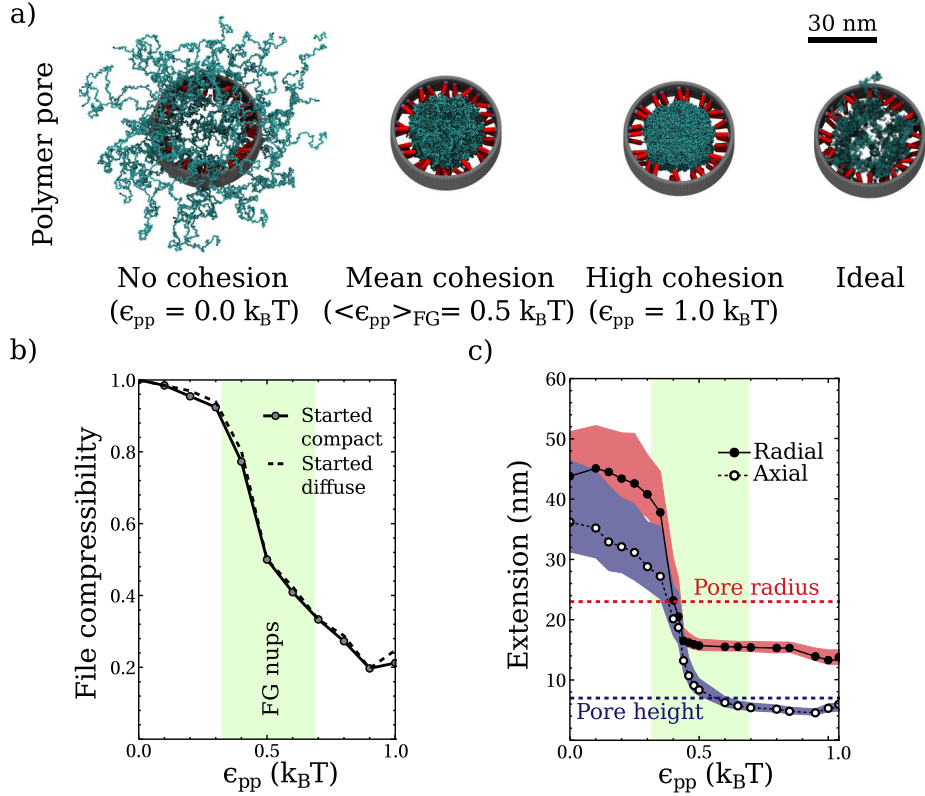 a)
30 nm
Polymer pore
No cohesion
(ϵpp = 0.0 kBT)
Mean cohesion
(<ϵpp>FG= 0.5 kBT)
High cohesion
(ϵpp = 1.0 kBT)
Ideal
b)
File compressibility
1.0
0.8
0.6
0.4
0.2
Started
compact
Started
diffuse
FG nups
0.0
0.5
1.0
ϵpp (kBT)
c)
Extension (nm)
60
50
40
30
20
10
Radial
Axial
Pore radius
Pore height
0.0
0.5
1.0
ϵpp (kBT)